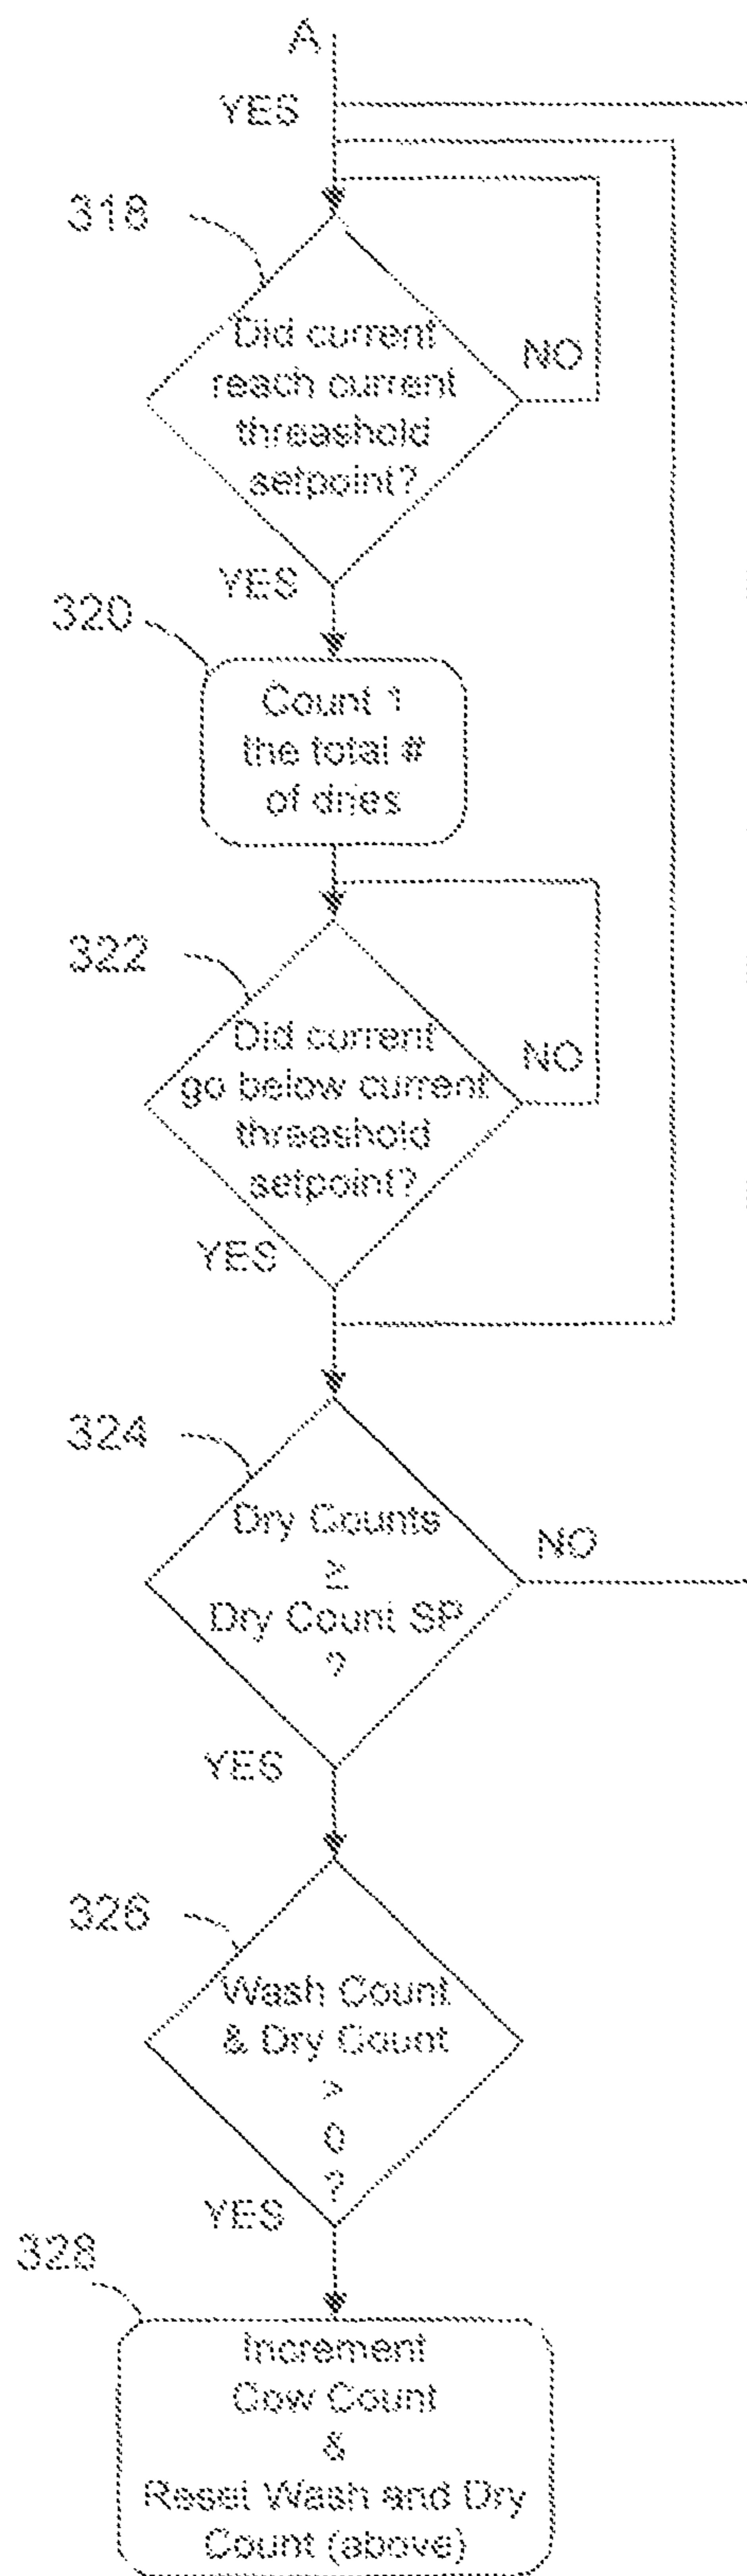 A
YES
318
Did current
reach current
threashold
setpoint?
NO
YES
320
Count 1
the total #
of dries
322
Did current
go below current
threashold
setpoint?
NO
YES
324
Dry Counts
≥
Dry Count SP
?
NO
YES
326
Wash Count
& Dry Count
>
0
?
YES
328
Increment
Cow Count
&
Reset Wash and Dry
Count (above)